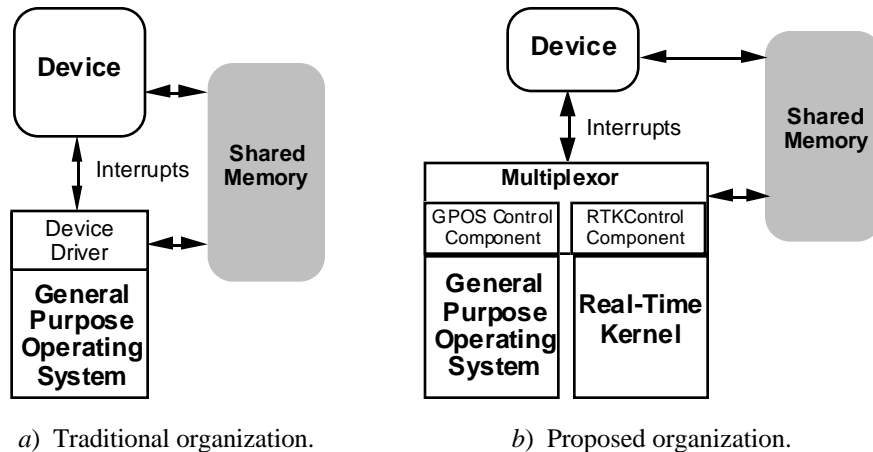 Device
Interrupts
Shared
Memory
Device
Driver
General
Purpose
Operating
System
a) Traditional organization.
Device
Interrupts
Shared
Memory
Multiplexor
GPOS Control
Component
RTKControl
Component
General
Purpose
Operating
System
Real-Time
Kernel
b) Proposed organization.